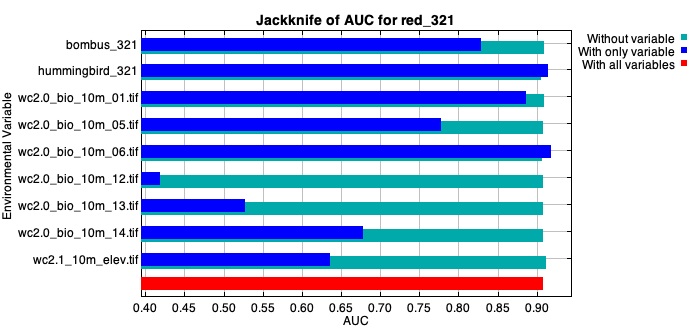 Jackknife of AUC for red_321
Without variable
With only variable
With all variables
Environmental Variable
bombus_321
hummingbird_321
wc2.0_bio_10m_01.tif
wc2.0_bio_10m_05.tif
wc2.0_bio_10m_06.tif
wc2.0_bio_10m_12.tif
wc2.0_bio_10m_13.tif
wc2.0_bio_10m_14.tif
wc2.1_10m_elev.tif
0.40 0.45 0.50 0.55 0.60 0.65 0.70 0.75 0.80 0.85 0.90
AUC